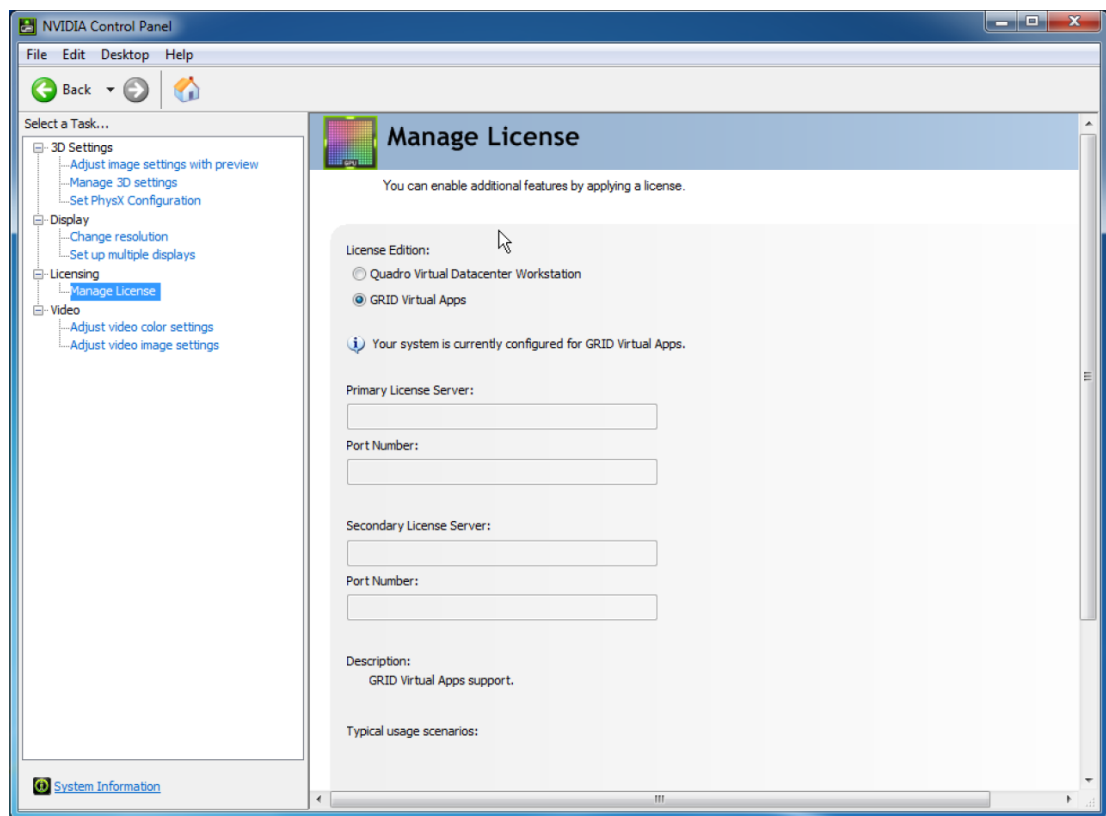 NVIDIA Control Panel
File Edit Desktop Help
Back
Select a Task...
3D Settings
Adjust image settings with preview
Manage 3D settings
Set PhysX Configuration
Display
Change resolution
Set up multiple displays
Licensing
Manage License
Video
Adjust video color settings
Adjust video image settings
System Information
Manage License
You can enable additional features by applying a license.
License Edition:
Quadro Virtual Datacenter Workstation
GRID Virtual Apps
Your system is currently configured for GRID Virtual Apps.
Primary License Server:
Port Number:
Secondary License Server:
Port Number:
Description:
GRID Virtual Apps support.
Typical usage scenarios: